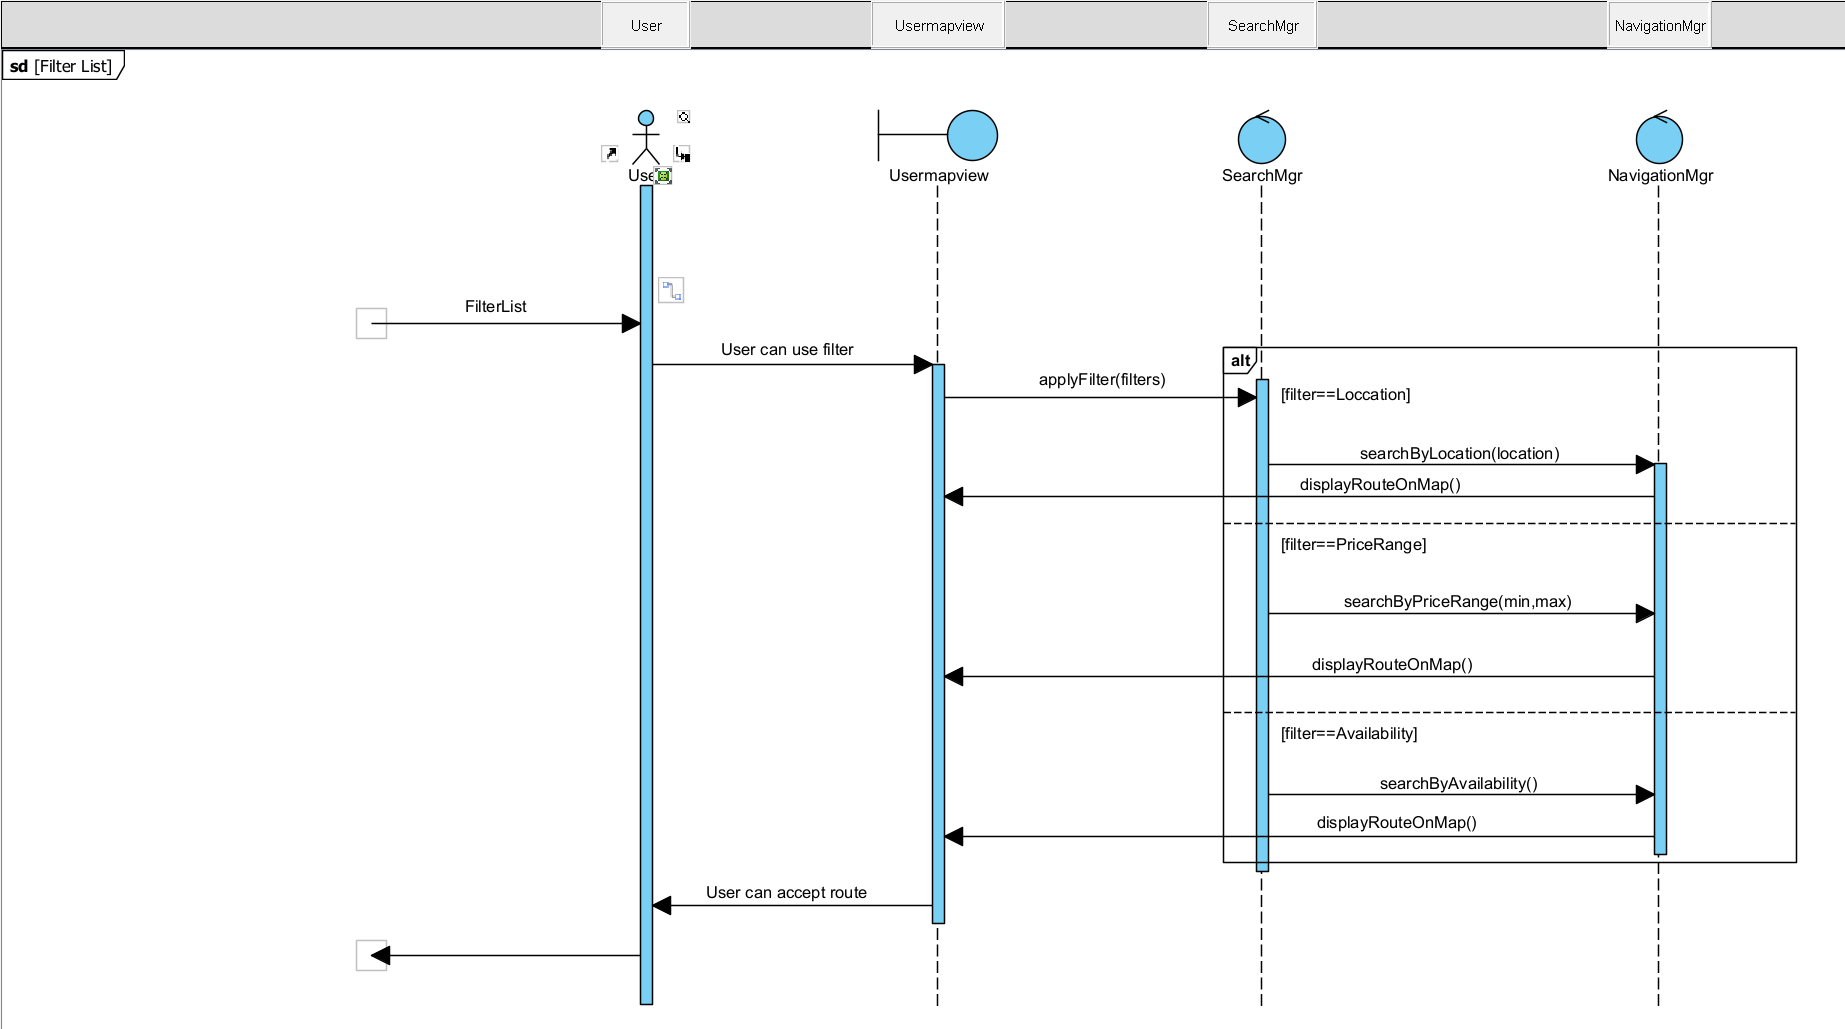 User
Usermapview
SearchMgr
NavigationMgr
sd [Filter List]
Use
Usermapview
SearchMgr
NavigationMgr
FilterList
User can use filter
alt
applyFilter(filters)
[filter==Loccation]
searchByLocation(location)
displayRouteOnMap()
[filter==PriceRange]
searchByPriceRange(min,max)
displayRouteOnMap()
[filter==Availability]
searchByAvailability()
displayRouteOnMap()
User can accept route